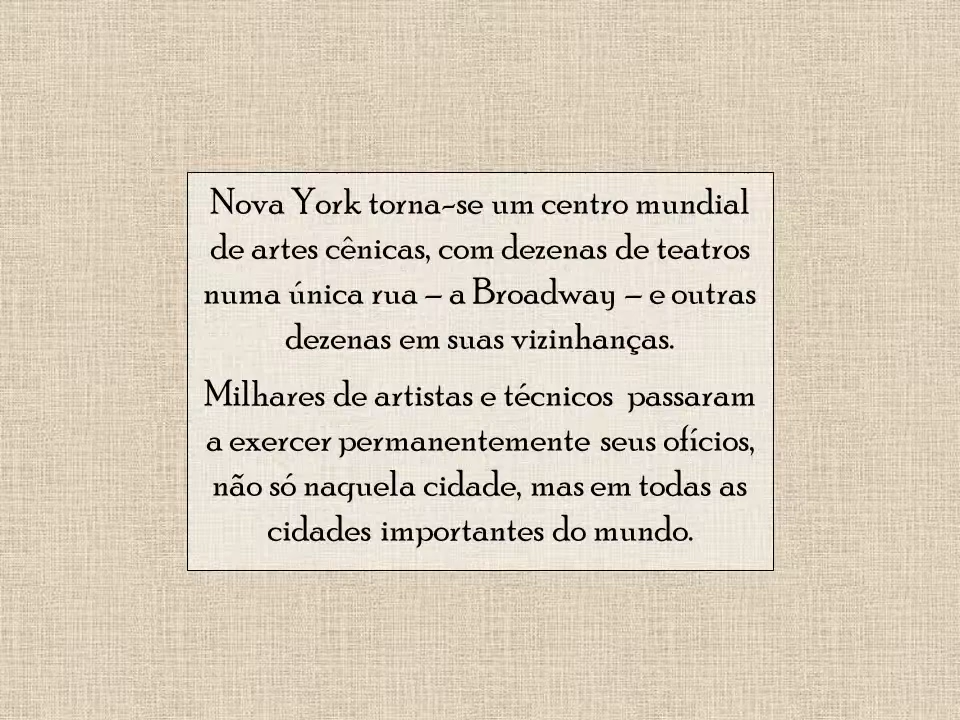 Nova York torna-se um centro mundial
de artes cênicas, com dezenas de teatros
numa única rua – a Broadway – e outras
dezenas em suas vizinhanças.
Milhares de artistas e técnicos passaram
a exercer permanentemente seus ofícios,
não só naquela cidade, mas em todas as
cidades importantes do mundo.